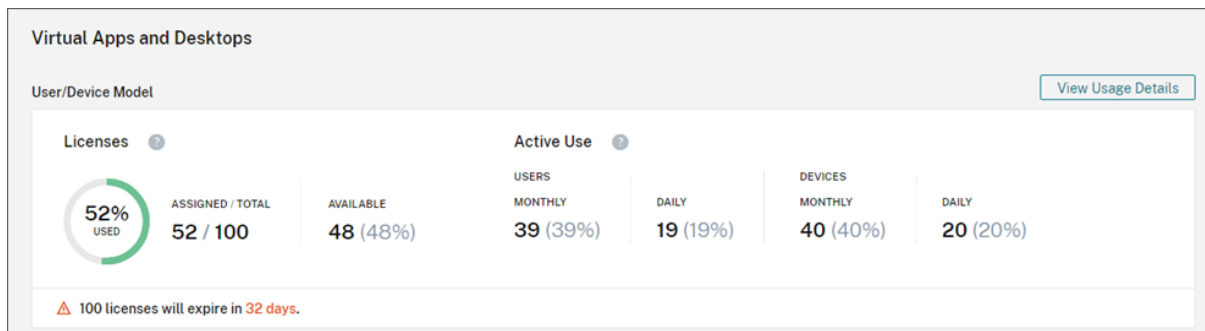 Virtual Apps and Desktops
User/Device Model
View Usage Details
Licenses ?
Active Use ?
52%
USED
ASSIGNED / TOTAL
52 / 100
AVAILABLE
48 (48%)
USERS
MONTHLY
39 (39%)
DAILY
19 (19%)
DEVICES
MONTHLY
40 (40%)
DAILY
20 (20%)
100 licenses will expire in 32 days.